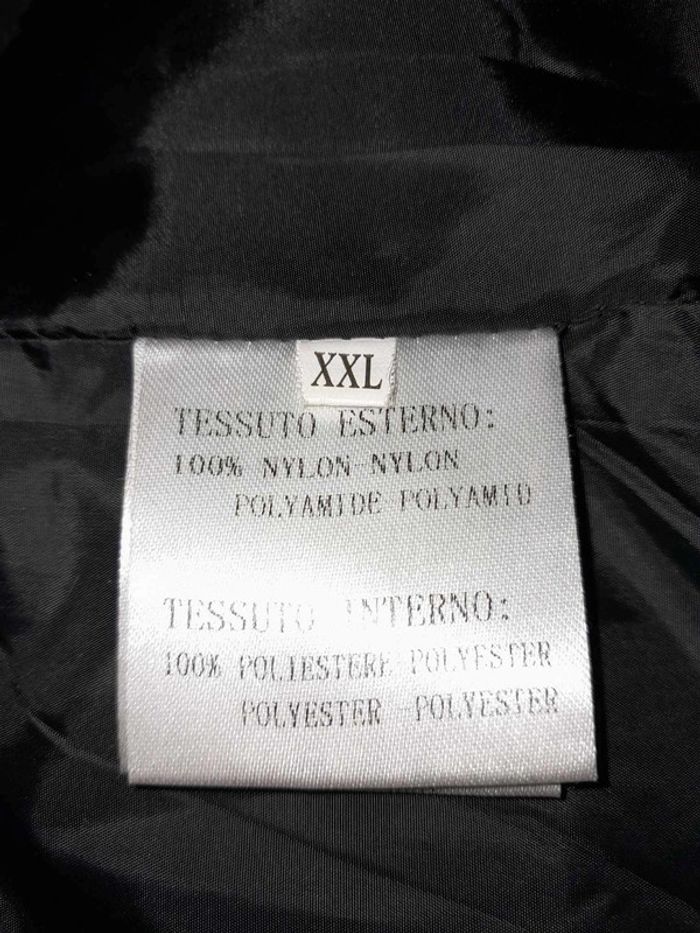 XXL
TESSUTO ESTERNO:
100% NYLON-NYLON
POLYAMIDE POLYAMID
TESSUTO INTERNO:
100% POLIESTERE-POLYESTER
POLYESTER -POLYESTER